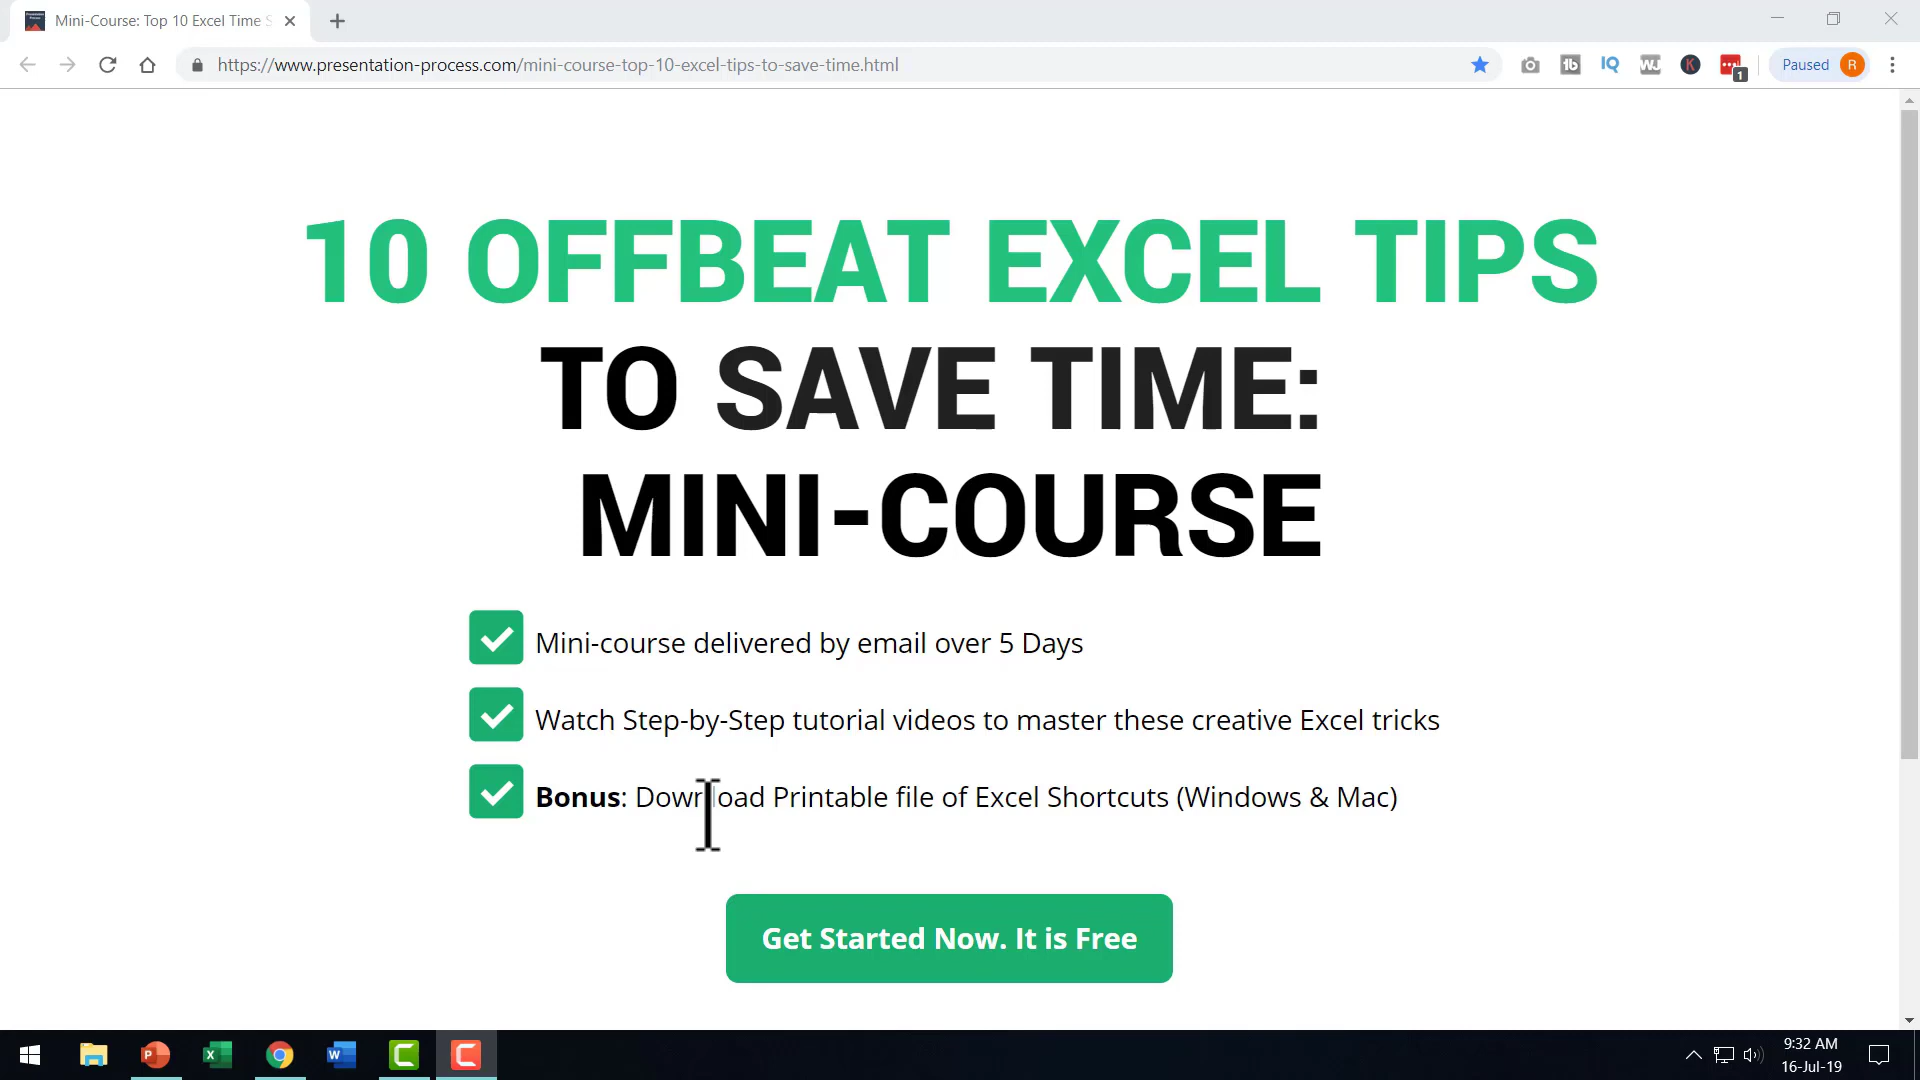 Mini-Course: Top 10 Excel Time S
https://www.presentation-process.com/mini-course-top-10-excel-tips-to-save-time.html
1
Paused R
10 OFFBEAT EXCEL TIPS
TO SAVE TIME:
MINI-COURSE
Mini-course delivered by email over 5 Days
Watch Step-by-Step tutorial videos to master these creative Excel tricks
Bonus: Download Printable file of Excel Shortcuts (Windows & Mac)
Get Started Now. It is Free
9:32 AM
16-Jul-19